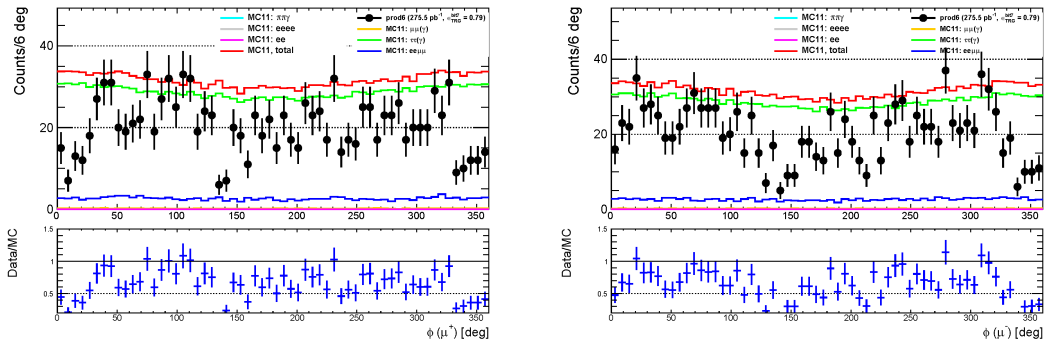 MC11: ππγ
prod6 (275.5 pb⁻¹, ε^{bit7}_{TRG} = 0.79)
MC11: eeee
MC11: μμ(γ)
MC11: ee
MC11: ττ(γ)
MC11, total
MC11: eeμμ
Counts/6 deg
40
20
0
0 50 100 150 200 250 300 350
Data/MC
1.5
1
0.5
0 50 100 150 200 250 300 350
φ (μ⁺) [deg]
MC11: ππγ
prod6 (275.5 pb⁻¹, ε^{bit7}_{TRG} = 0.79)
MC11: eeee
MC11: μμ(γ)
MC11: ee
MC11: ττ(γ)
MC11, total
MC11: eeμμ
Counts/6 deg
40
20
0
0 50 100 150 200 250 300 350
Data/MC
1.5
1
0.5
0 50 100 150 200 250 300 350
φ (μ⁻) [deg]